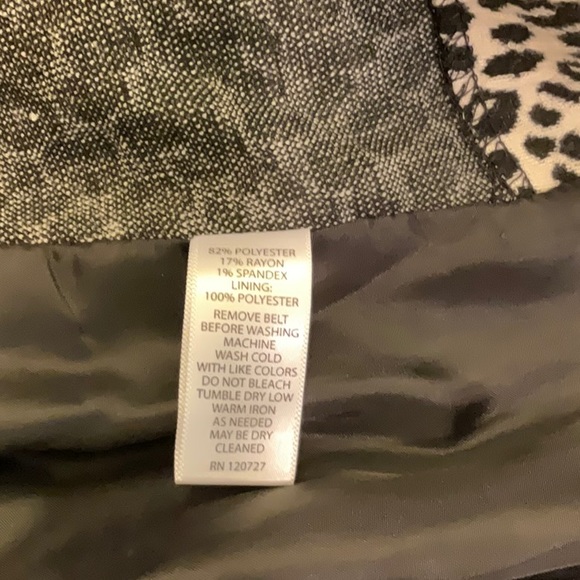 82% POLYESTER
17% RAYON
1% SPANDEX
LINING:
100% POLYESTER
REMOVE BELT
BEFORE WASHING
MACHINE
WASH COLD
WITH LIKE COLORS
DO NOT BLEACH
TUMBLE DRY LOW
WARM IRON
AS NEEDED
MAY BE DRY
CLEANED
RN 120727